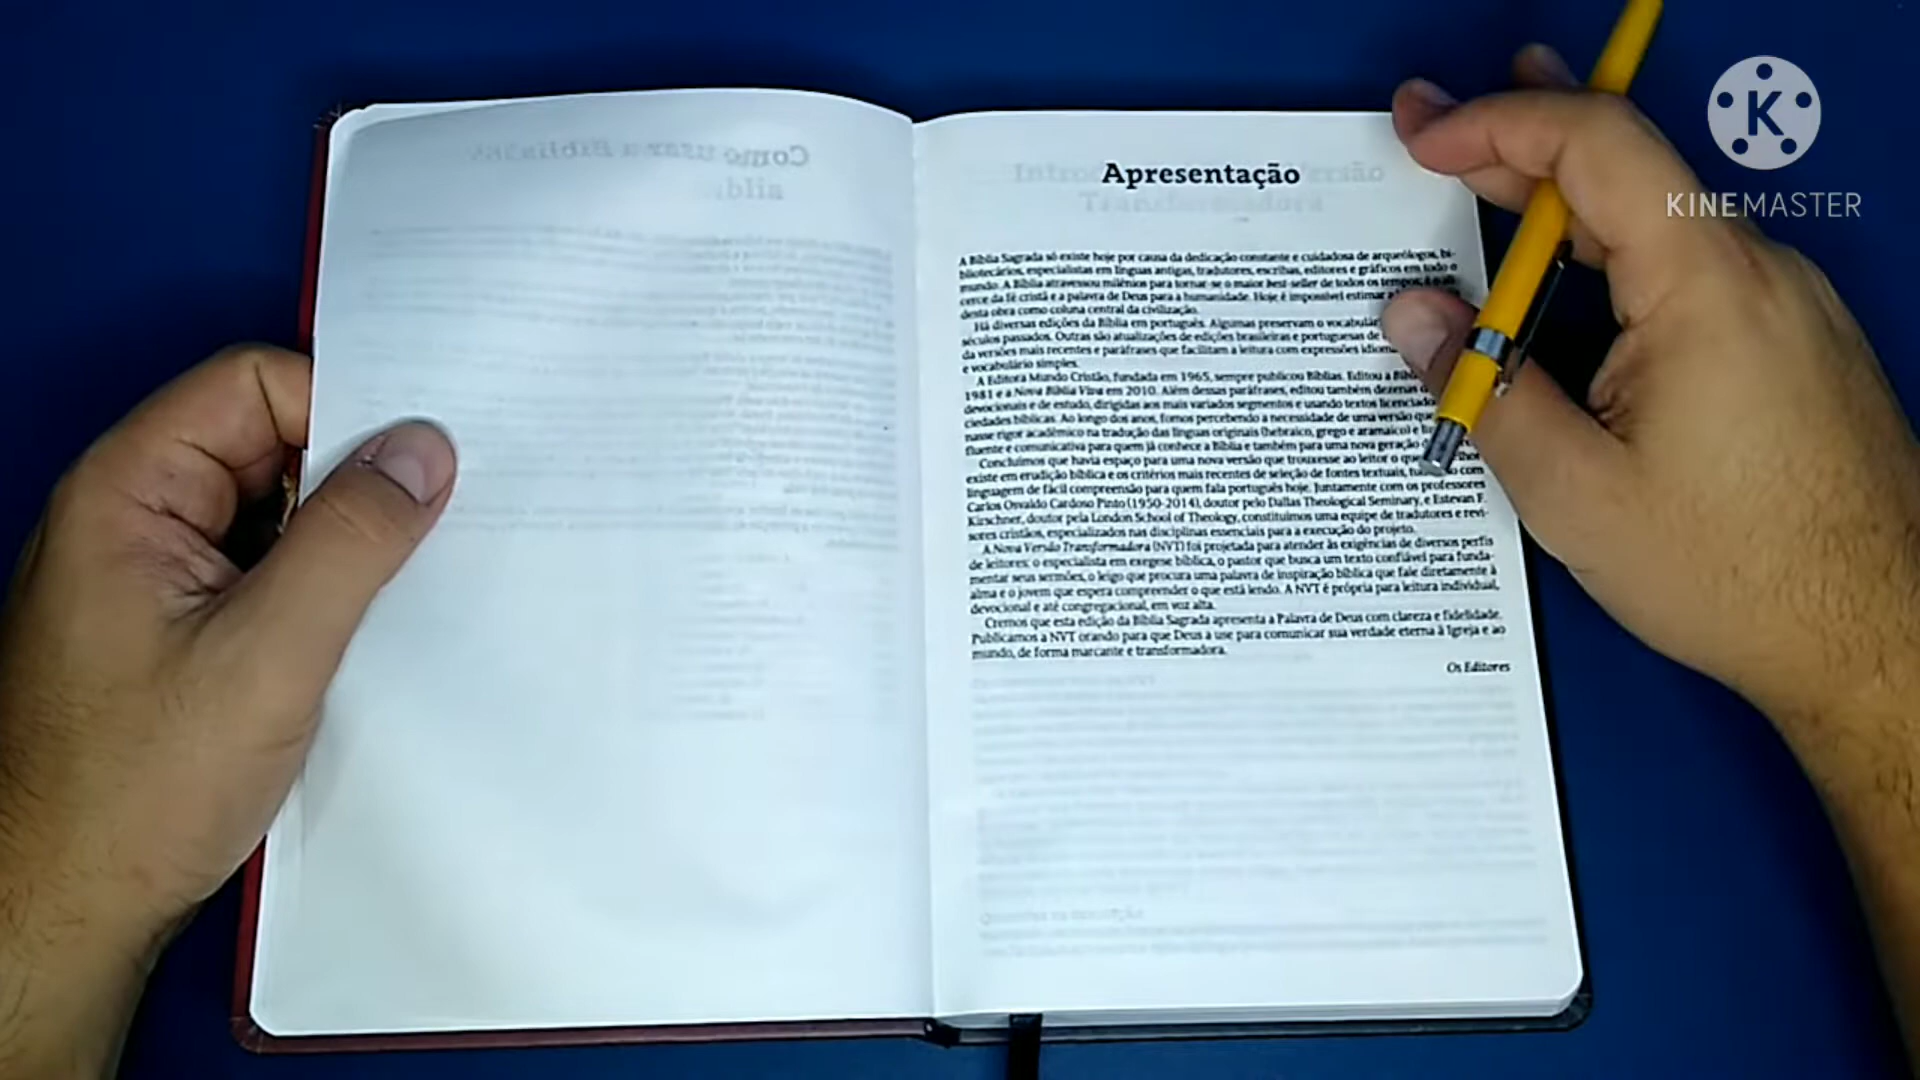 Como usar a Bíblia
Apresentação
A Bíblia Sagrada só existe hoje por causa da dedicação constante e cuidadosa de arqueólogos, bi-
bliotecários, especialistas em línguas antigas, tradutores, escribas, editores e gráficos em todo o
mundo. A Bíblia atravessou milênios para tornar-se o maior best-seller de todos os tempos; é o ali-
cerce da fé cristã e a palavra de Deus para a humanidade. Hoje é impossível estimar a
desta obra como coluna central da civilização.
Há diversas edições da Bíblia em português. Algumas preservam o vocabulár
séculos passados. Outras são atualizações de edições brasileiras e portuguesas de
da versões mais recentes e paráfrases que facilitam a leitura com expressões idiom
e vocabulário simples.
A Editora Mundo Cristão, fundada em 1965, sempre publicou Bíblias. Editou a
1981 e a Nova Bíblia Viva em 2010. Além dessas paráfrases, editou também dezenas
devocionais e de estudo, dirigidas aos mais variados segmentos e usando textos licenciad
ciedades bíblicas. Ao longo dos anos, fomos percebendo a necessidade de uma versão que
nasse rigor acadêmico na tradução das línguas originais (hebraico, grego e aramaico) e
fluente e comunicativa para quem já conhece a Bíblia e também para uma nova geração
Concluímos que havia espaço para uma nova versão que trouxesse ao leitor o que
existe em erudição bíblica e os critérios mais recentes de seleção de fontes textuais, com
linguagem de fácil compreensão para quem fala português hoje. Juntamente com os professores
Carlos Osvaldo Cardoso Pinto (1950-2014), doutor pelo Dallas Theological Seminary, e Estevan F.
Kirschner, doutor pela London School of Theology, constituímos uma equipe de tradutores e revi-
sores cristãos, especializados nas disciplinas essenciais para a execução do projeto.
A Nova Versão Transformadora (NVT) foi projetada para atender às exigências de diversos perfis
de leitores: o especialista em exegese bíblica, o pastor que busca um texto confiável para funda-
mentar seus sermões, o leigo que procura uma palavra de inspiração bíblica que fale diretamente à
alma e o jovem que espera compreender o que está lendo. A NVT é própria para leitura individual,
devocional e até congregacional, em voz alta.
Cremos que esta edição da Bíblia Sagrada apresenta a Palavra de Deus com clareza e fidelidade.
Publicamos a NVT orando para que Deus a use para comunicar sua verdade eterna à Igreja e ao
mundo, de forma marcante e transformadora.
Os Editores
K
KINEMASTER